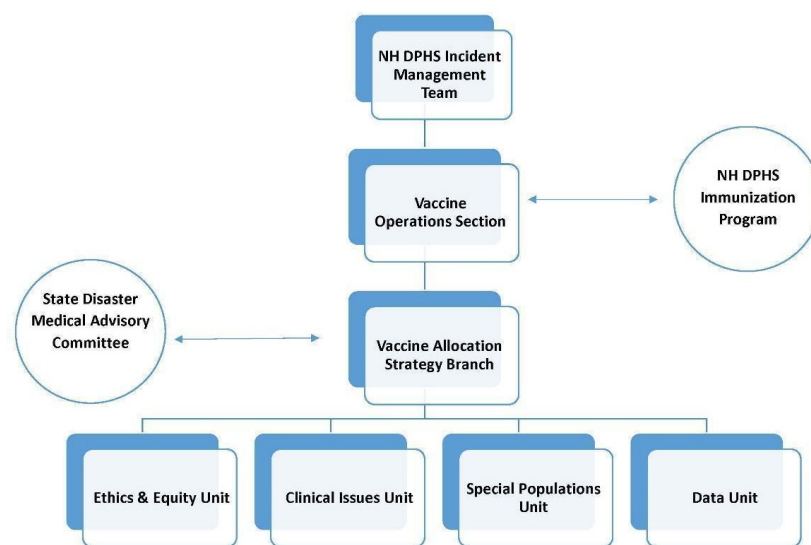 NH DPHS Incident
Management
Team
Vaccine
Operations Section
NH DPHS
Immunization
Program
State Disaster
Medical Advisory
Committee
Vaccine Allocation
Strategy Branch
Ethics & Equity Unit
Clinical Issues Unit
Special Populations
Unit
Data Unit